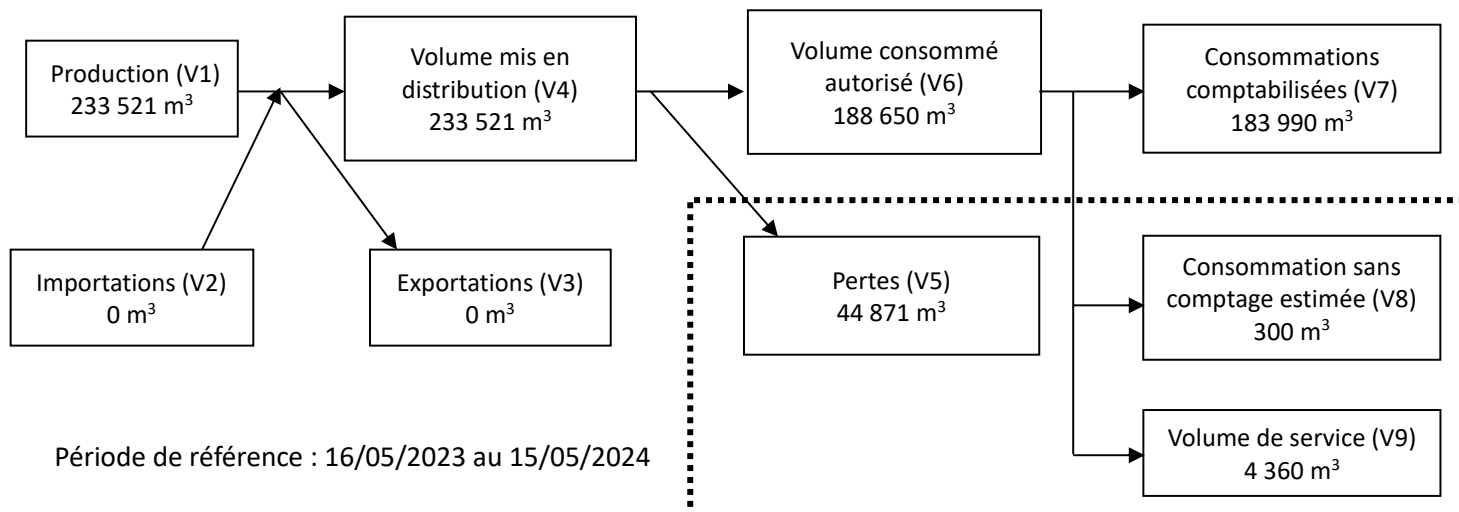 Production (V1)
233 521 m³
Volume mis en
distribution (V4)
233 521 m³
Volume consommé
autorisé (V6)
188 650 m³
Consommations
comptabilisées (V7)
183 990 m³
Importations (V2)
0 m³
Exportations (V3)
0 m³
Pertes (V5)
44 871 m³
Consommation sans
comptage estimée (V8)
300 m³
Volume de service (V9)
4 360 m³
Période de référence : 16/05/2023 au 15/05/2024